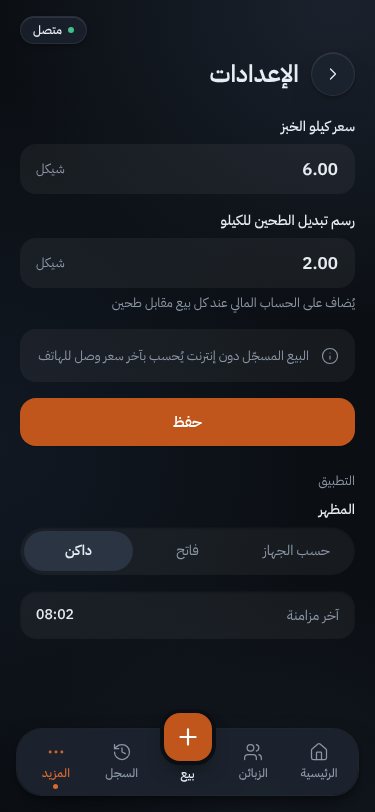 متصل
الإعدادات
سعر كيلو الخبز
6.00 شيكل
رسم تبديل الطحين للكيلو
2.00 شيكل
يُضاف على الحساب المالي عند كل بيع مقابل طحين
البيع المسجّل دون إنترنت يُحسب بآخر سعر وصل للهاتف
حفظ
التطبيق
المظهر
حسب الجهاز فاتح داكن
آخر مزامنة 08:02
الرئيسية الزبائن بيع السجل المزيد